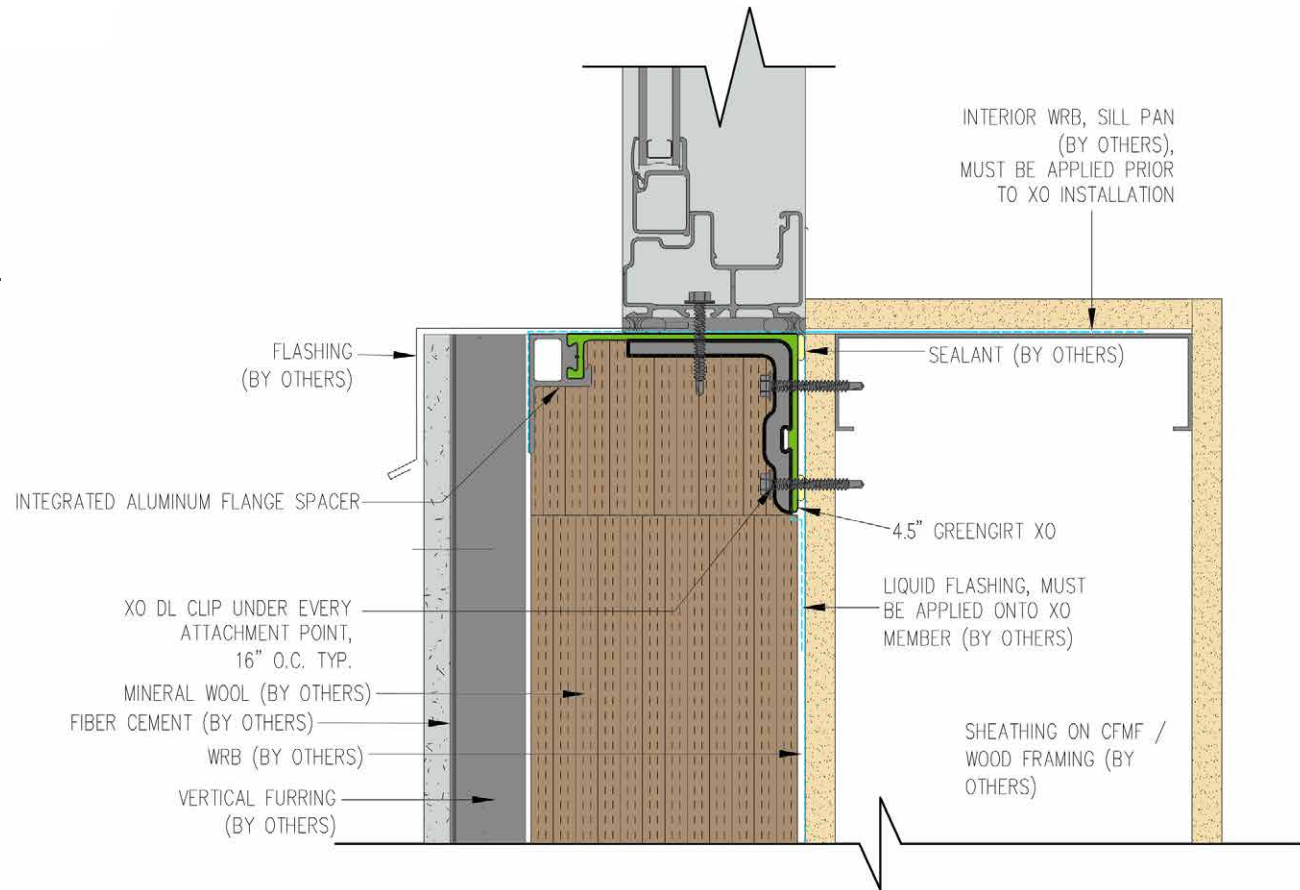 INTERIOR WRB, SILL PAN
(BY OTHERS),
MUST BE APPLIED PRIOR
TO XO INSTALLATION
FLASHING
(BY OTHERS)
SEALANT (BY OTHERS)
INTEGRATED ALUMINUM FLANGE SPACER
4.5" GREENGIRT XO
XO DL CLIP UNDER EVERY
ATTACHMENT POINT,
16" O.C. TYP.
LIQUID FLASHING, MUST
BE APPLIED ONTO XO
MEMBER (BY OTHERS)
MINERAL WOOL (BY OTHERS)
FIBER CEMENT (BY OTHERS)
WRB (BY OTHERS)
VERTICAL FURRING
(BY OTHERS)
SHEATHING ON CFMF /
WOOD FRAMING (BY
OTHERS)